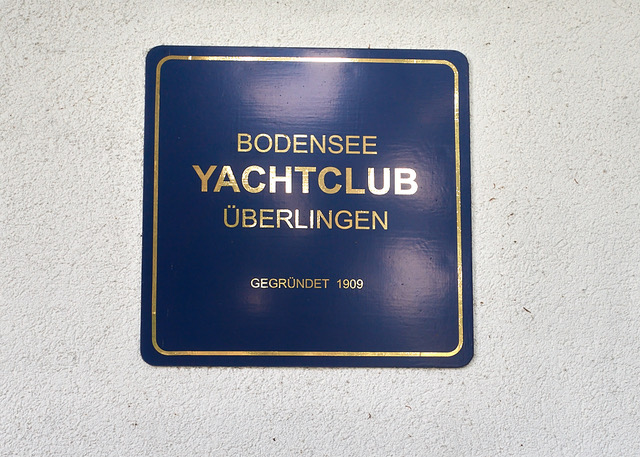 BODENSEE
YACHTCLUB
ÜBERLINGEN
GEGRÜNDET 1909